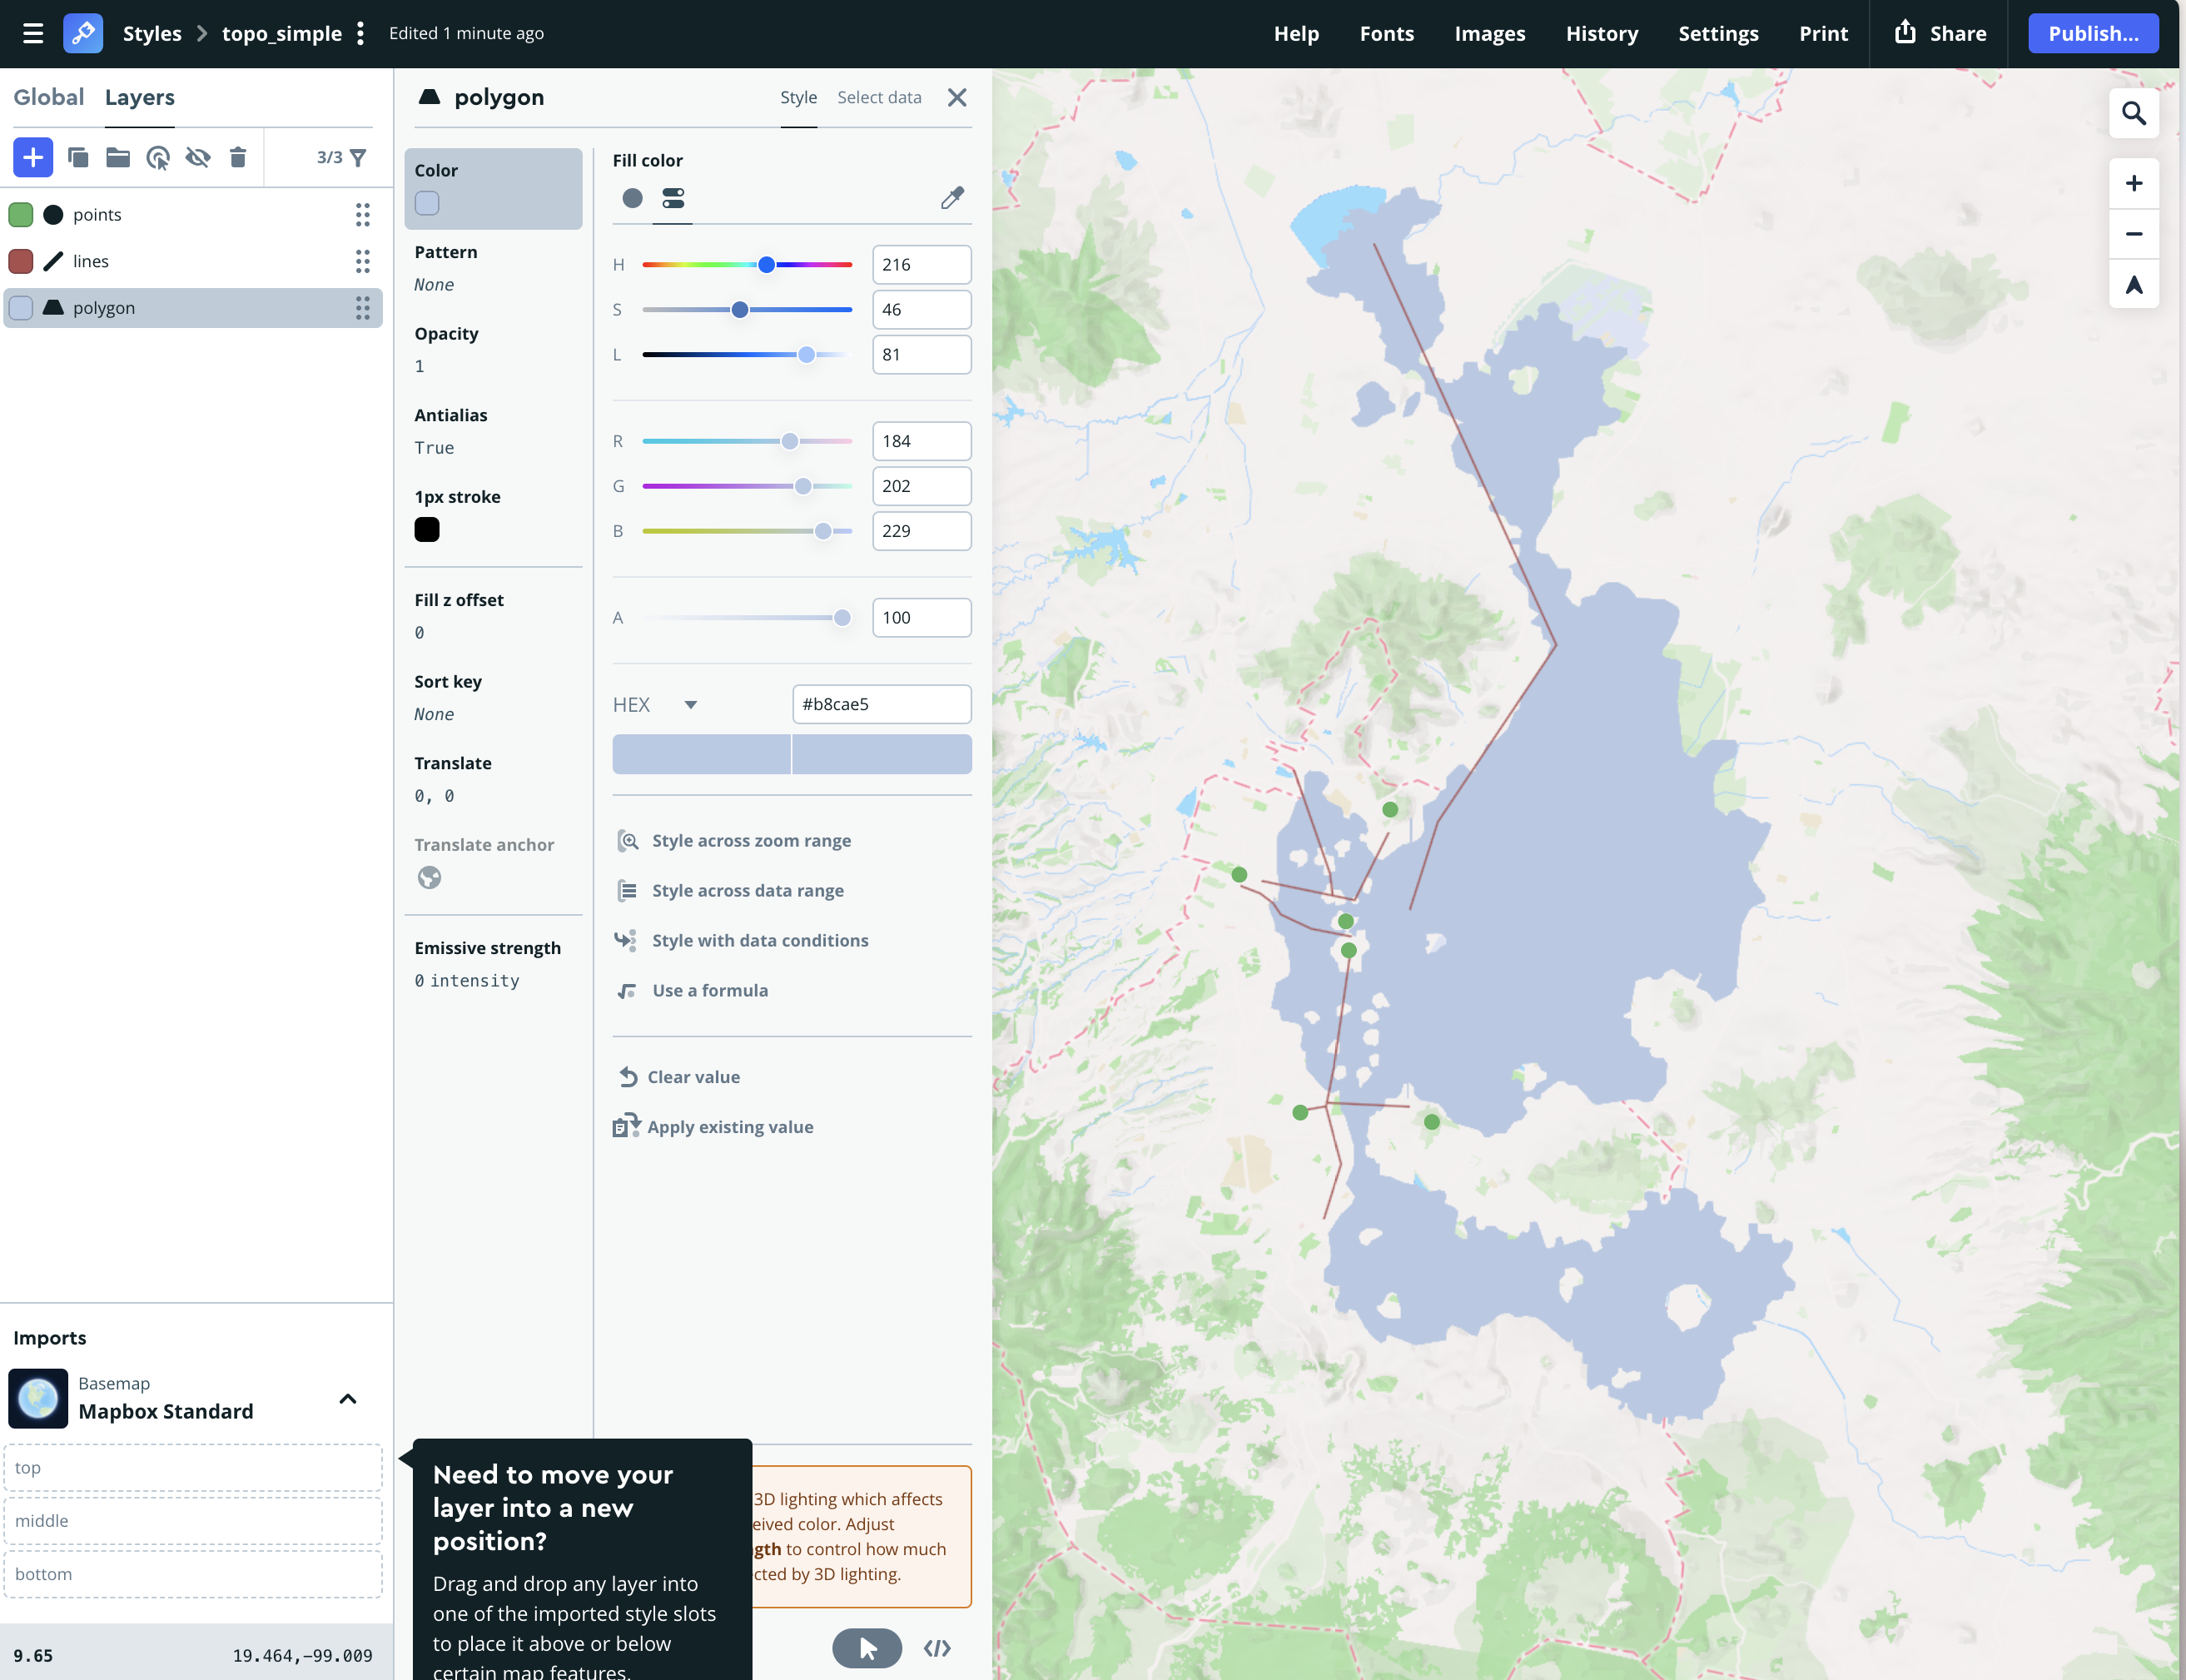 Styles
topo_simple
Edited 1 minute ago
Help
Fonts
Images
History
Settings
Print
Share
Publish...
Global
Layers
3/3
points
lines
polygon
Imports
Basemap
Mapbox Standard
top
middle
bottom
9.65
19.464,-99.009
polygon
Style
Select data
Color
Pattern
None
Opacity
1
Antialias
True
1px stroke
Fill z offset
0
Sort key
None
Translate
0, 0
Translate anchor
Emissive strength
0 intensity
Fill color
H 216
S 46
L 81
R 184
G 202
B 229
A 100
HEX #b8cae5
Style across zoom range
Style across data range
Style with data conditions
Use a formula
Clear value
Apply existing value
Need to move your
layer into a new
position?
Drag and drop any layer into
one of the imported style slots
to place it above or below
certain map features.
3D lighting which affects
eived color. Adjust
gth to control how much
cted by 3D lighting.